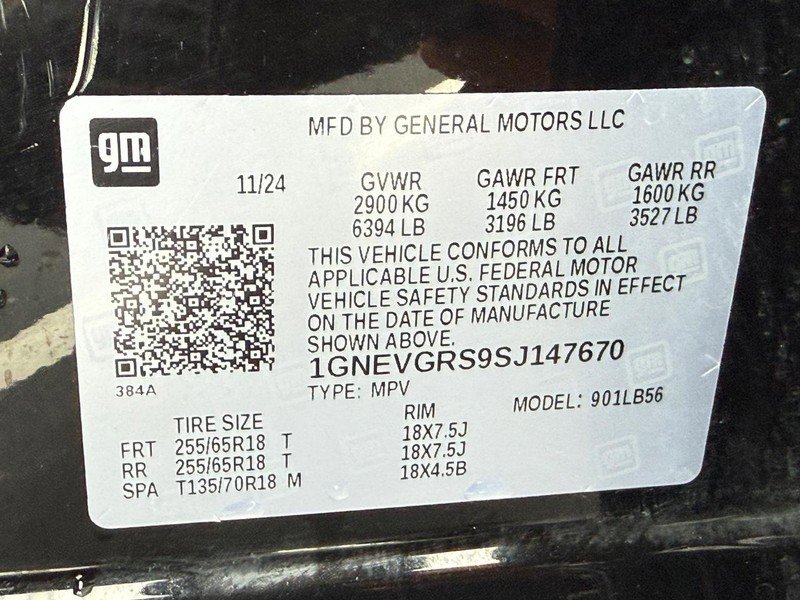 gm
MFD BY GENERAL MOTORS LLC
11/24
GVWR GAWR FRT GAWR RR
2900 KG 1450 KG 1600 KG
6394 LB 3196 LB 3527 LB
THIS VEHICLE CONFORMS TO ALL
APPLICABLE U.S. FEDERAL MOTOR
VEHICLE SAFETY STANDARDS IN EFFECT
ON THE DATE OF MANUFACTURE
SHOWN ABOVE.
1GNEVGRS9SJ147670
384A
TYPE: MPV MODEL: 901LB56
TIRE SIZE RIM
FRT 255/65R18 T 18X7.5J
RR 255/65R18 T 18X7.5J
SPA T135/70R18 M 18X4.5B